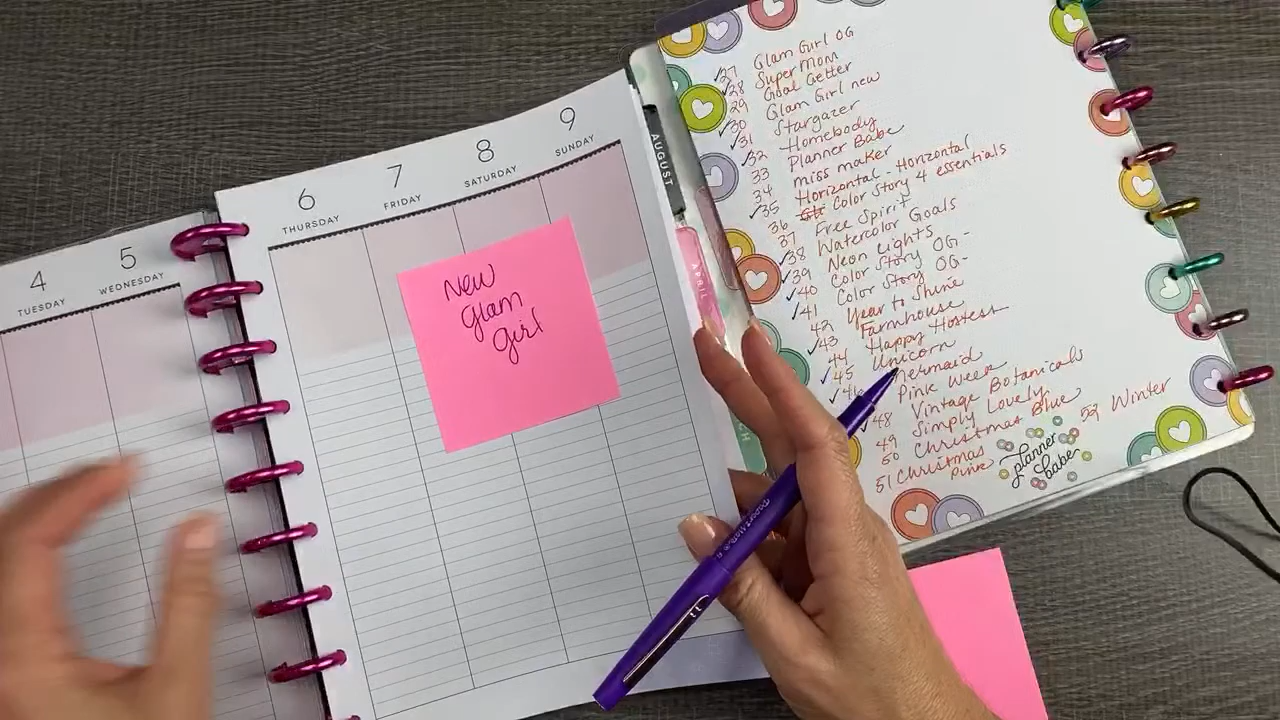 4
TUESDAY
5
WEDNESDAY
6
THURSDAY
7
FRIDAY
8
SATURDAY
9
SUNDAY
New
Glam
Girl
AUGUST
APRIL
27 Glam Girl OG
28 Super Mom
29 Goal Getter
30 Glam Girl new
31 Stargazer
32 Homebody
33 Planner Babe
34 miss maker
35 Horizontal - Horizontal
36 Color Story 4 essentials
37 Free Spirit
38 Watercolor Goals
39 Neon Lights
40 Color Story OG-
41 Color Story OG-
42 Year to Shine
43 Farmhouse
44 Happy Hostess
45 Unicorn
46 Mermaid
Pink Week
48 Vintage Botanicals
49 Simply Lovely
50 Christmas Blue
51 Christmas
Pink
52 Winter
planner
babe